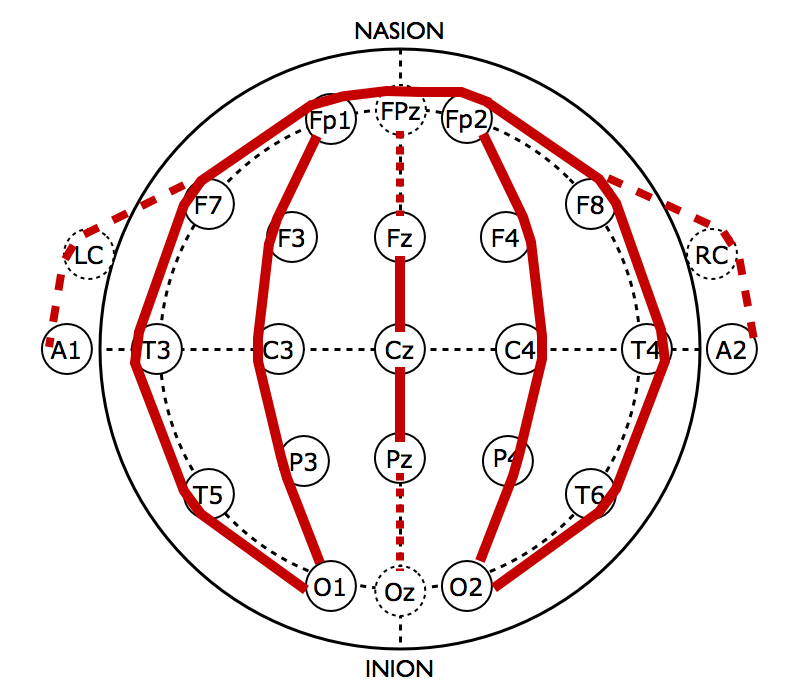 NASION
Fp1 FPz Fp2
F7 F8
LC F3 Fz F4 RC
A1 T3 C3 Cz C4 T4 A2
P3 Pz P4
T5 T6
O1 Oz O2
INION